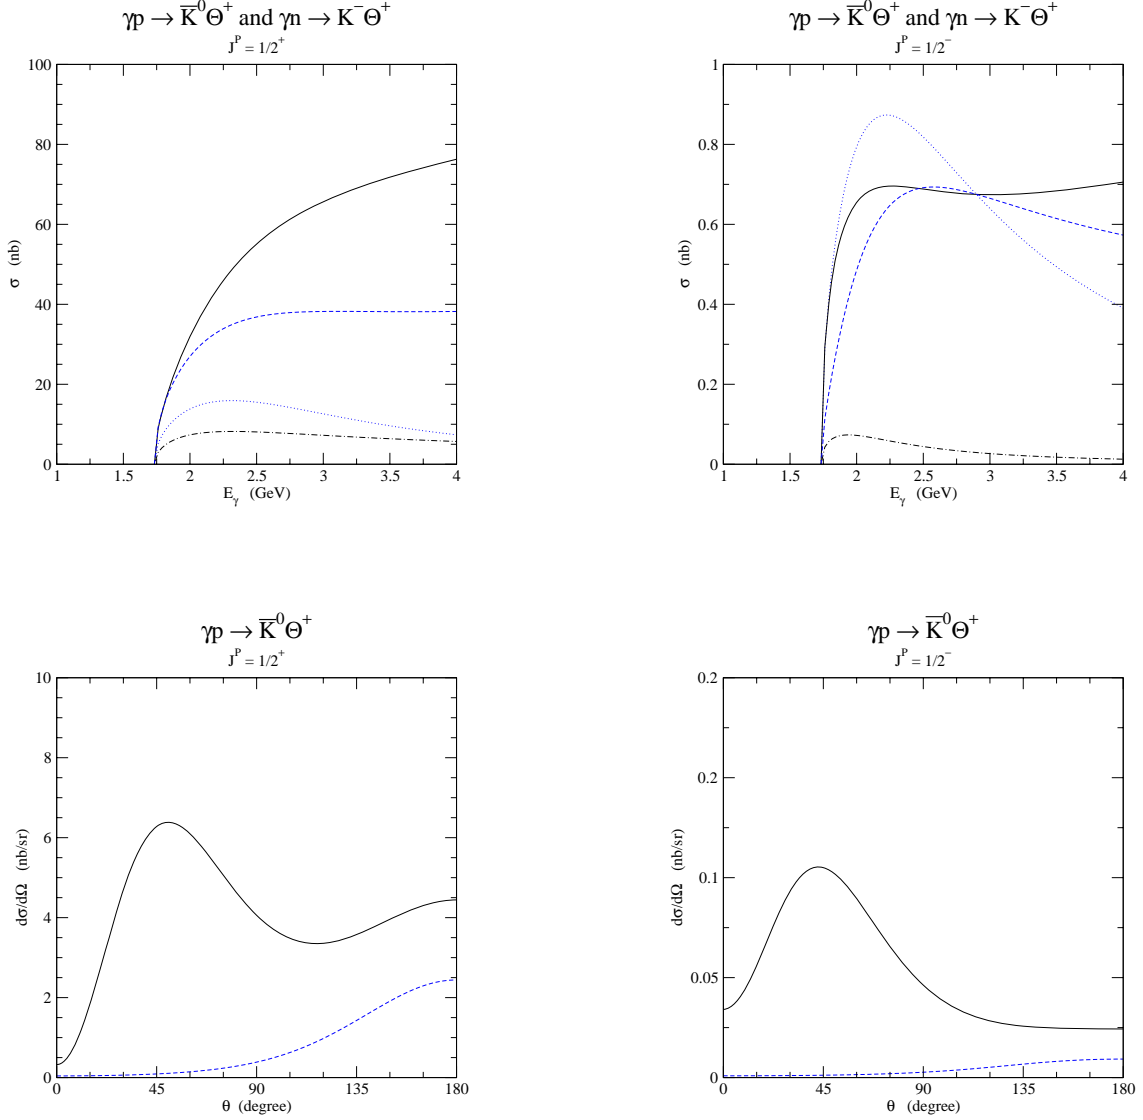 γp → K̅⁰Θ⁺ and γn → K⁻Θ⁺
Jᴾ = 1/2⁺
100
80
60
40
20
0
σ (nb)
1 1.5 2 2.5 3 3.5 4
E_γ (GeV)
γp → K̅⁰Θ⁺ and γn → K⁻Θ⁺
Jᴾ = 1/2⁻
1
0.8
0.6
0.4
0.2
0
σ (nb)
1 1.5 2 2.5 3 3.5 4
E_γ (GeV)
γp → K̅⁰Θ⁺
Jᴾ = 1/2⁺
10
8
6
4
2
0
dσ/dΩ (nb/sr)
0 45 90 135 180
θ (degree)
γp → K̅⁰Θ⁺
Jᴾ = 1/2⁻
0.2
0.2
0.1
0.05
0
dσ/dΩ (nb/sr)
0 45 90 135 180
θ (degree)